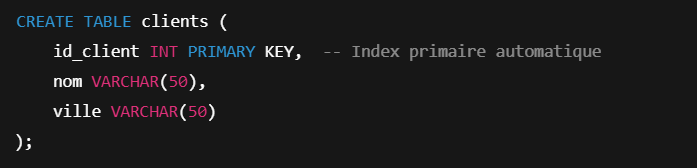 CREATE TABLE clients (
    id_client INT PRIMARY KEY,  -- Index primaire automatique
    nom VARCHAR(50),
    ville VARCHAR(50)
);